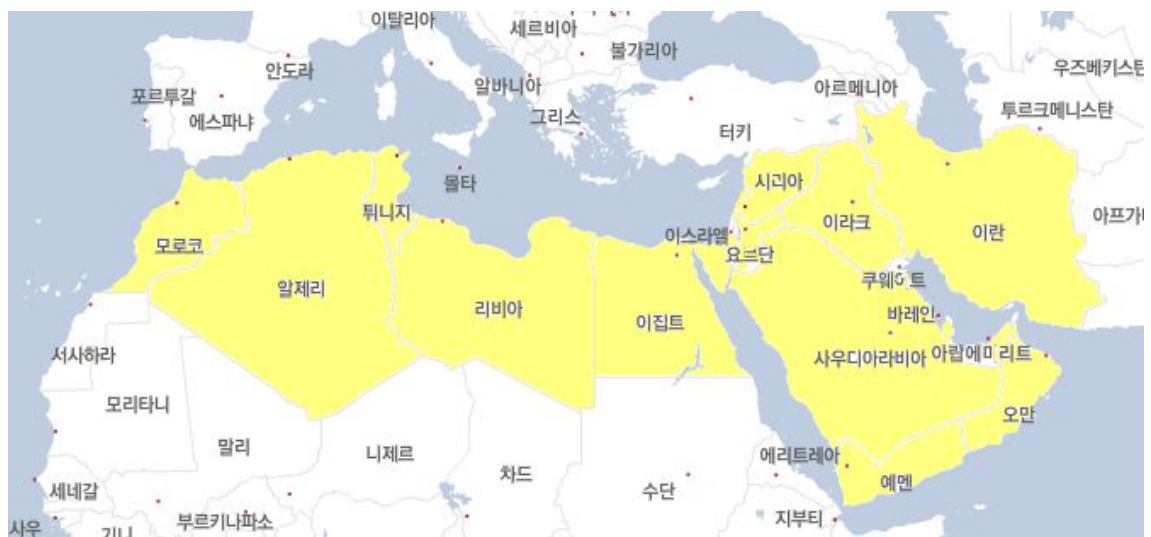 이탈리아
세르비아
불가리아
안도라
알바니아
우즈베키스탄
포르투갈
아르메니아
투르크메니스탄
에스파냐
그리스
터키
몰타
시리아
튀니지
아프가
모로코
이스라엘
이라크
이란
요르단
알제리
쿠웨이트
리비아
이집트
바레인
서사하라
사우디아라비아
아랍에미리트
모리타니
오만
말리
니제르
에리트레아
차드
예멘
세네갈
수단
부르키나파소
지부티
사우
기니